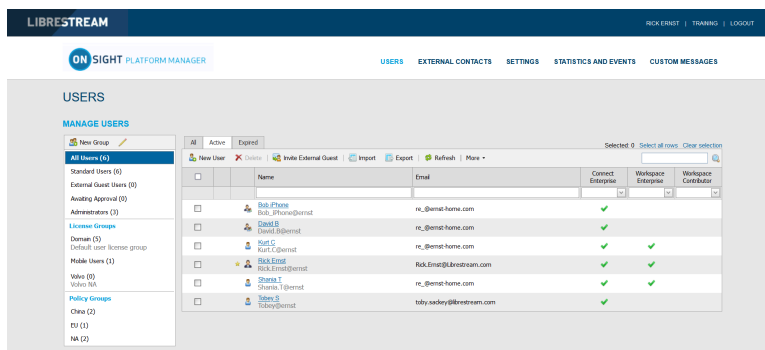 LIBRESTREAM
RICK ERNST | TRAINING | LOGOUT
ON SIGHT PLATFORM MANAGER
USERS EXTERNAL CONTACTS SETTINGS STATISTICS AND EVENTS CUSTOM MESSAGES
USERS
MANAGE USERS
New Group
All Users (6)
Standard Users (6)
External Guest Users (0)
Awaiting Approval (0)
Administrators (3)
License Groups
Domain (5)
Default user license group
Mobile Users (1)
Volvo (0)
Volvo NA
Policy Groups
China (2)
EU (1)
NA (2)
All Active Expired
Selected: 0 Select all rows Clear selection
New User Delete Invite External Guest Import Export Refresh More
Name Email Connect Enterprise Workspace Enterprise Workspace Contributor
Bob iPhone
Bob_iPhone@ernst re_@ernst-home.com
David B
David.B@ernst re_@ernst-home.com
Kurt C
Kurt.C@ernst re_@ernst-home.com
Rick Ernst
Rick.Ernst@ernst Rick.Ernst@Librestream.com
Shania T
Shania.T@ernst re_@ernst-home.com
Tobey S
Tobey@ernst toby.sackey@librestream.com